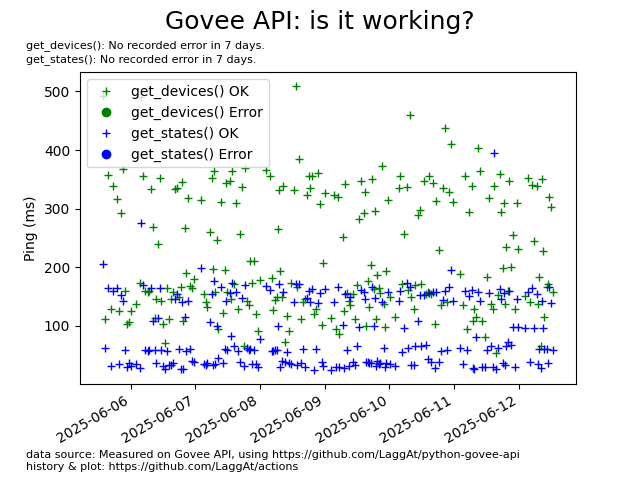 Govee API: is it working?
get_devices(): No recorded error in 7 days.
get_states(): No recorded error in 7 days.
get_devices() OK
get_devices() Error
get_states() OK
get_states() Error
Ping (ms)
500
400
300
200
100
2025-06-06
2025-06-07
2025-06-08
2025-06-09
2025-06-10
2025-06-11
2025-06-12
data source: Measured on Govee API, using https://github.com/LaggAt/python-govee-api
history & plot: https://github.com/LaggAt/actions